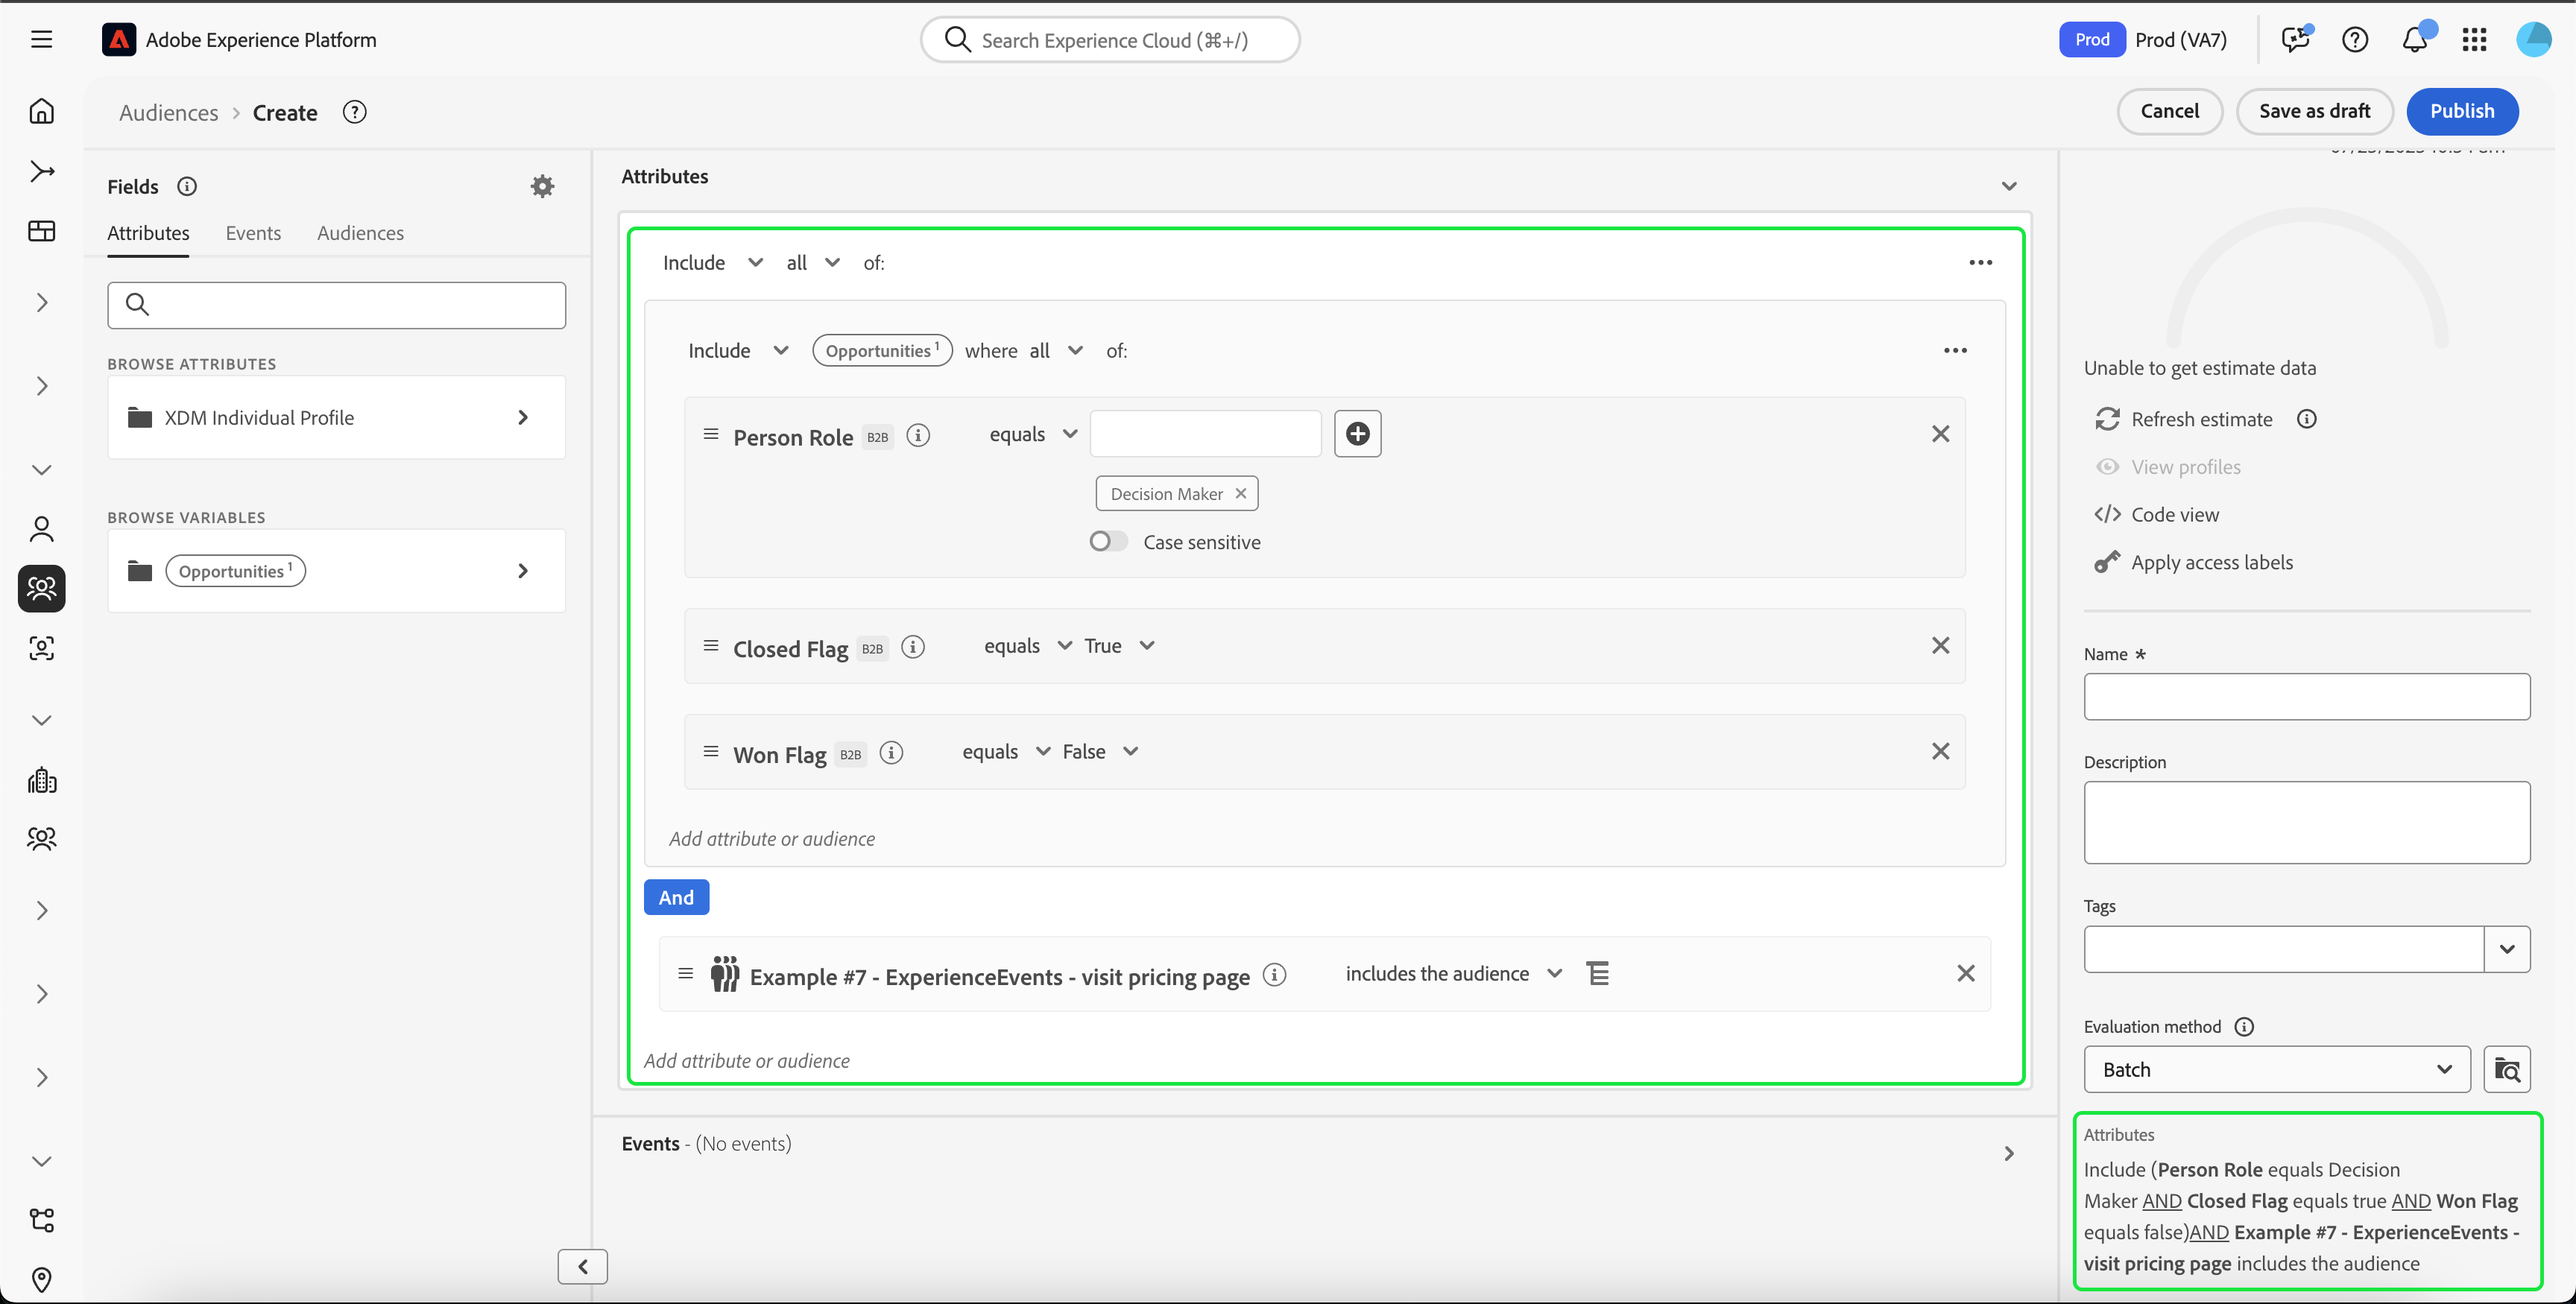 Adobe Experience Platform
Search Experience Cloud (⌘+/)
Prod
Prod (VA7)
Audiences
Create
Cancel
Save as draft
Publish
Fields
Attributes
Events
Audiences
BROWSE ATTRIBUTES
XDM Individual Profile
BROWSE VARIABLES
Opportunities 1
Attributes
Include all of:
Include Opportunities 1 where all of:
Person Role B2B equals
Decision Maker
Case sensitive
Closed Flag B2B equals True
Won Flag B2B equals False
Add attribute or audience
And
Example #7 - ExperienceEvents - visit pricing page includes the audience
Add attribute or audience
Events - (No events)
Unable to get estimate data
Refresh estimate
View profiles
Code view
Apply access labels
Name *
Description
Tags
Evaluation method
Batch
Attributes
Include (Person Role equals Decision
Maker AND Closed Flag equals true AND Won Flag
equals false)AND Example #7 - ExperienceEvents -
visit pricing page includes the audience